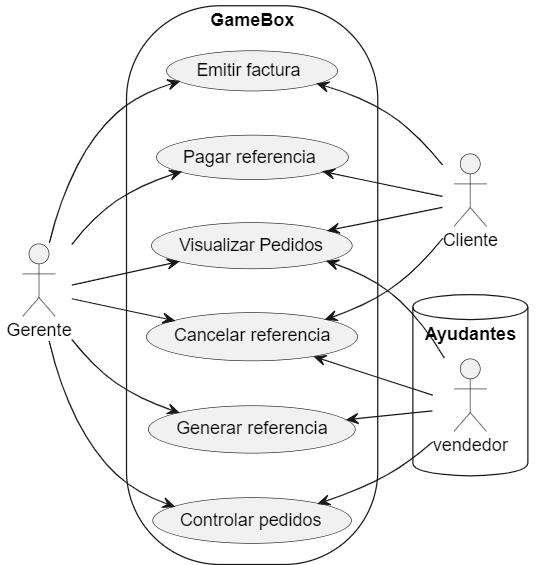 GameBox
Emitir factura
Pagar referencia
Cliente
Visualizar Pedidos
Gerente
Cancelar referencia
Ayudantes
Generar referencia
vendedor
Controlar pedidos